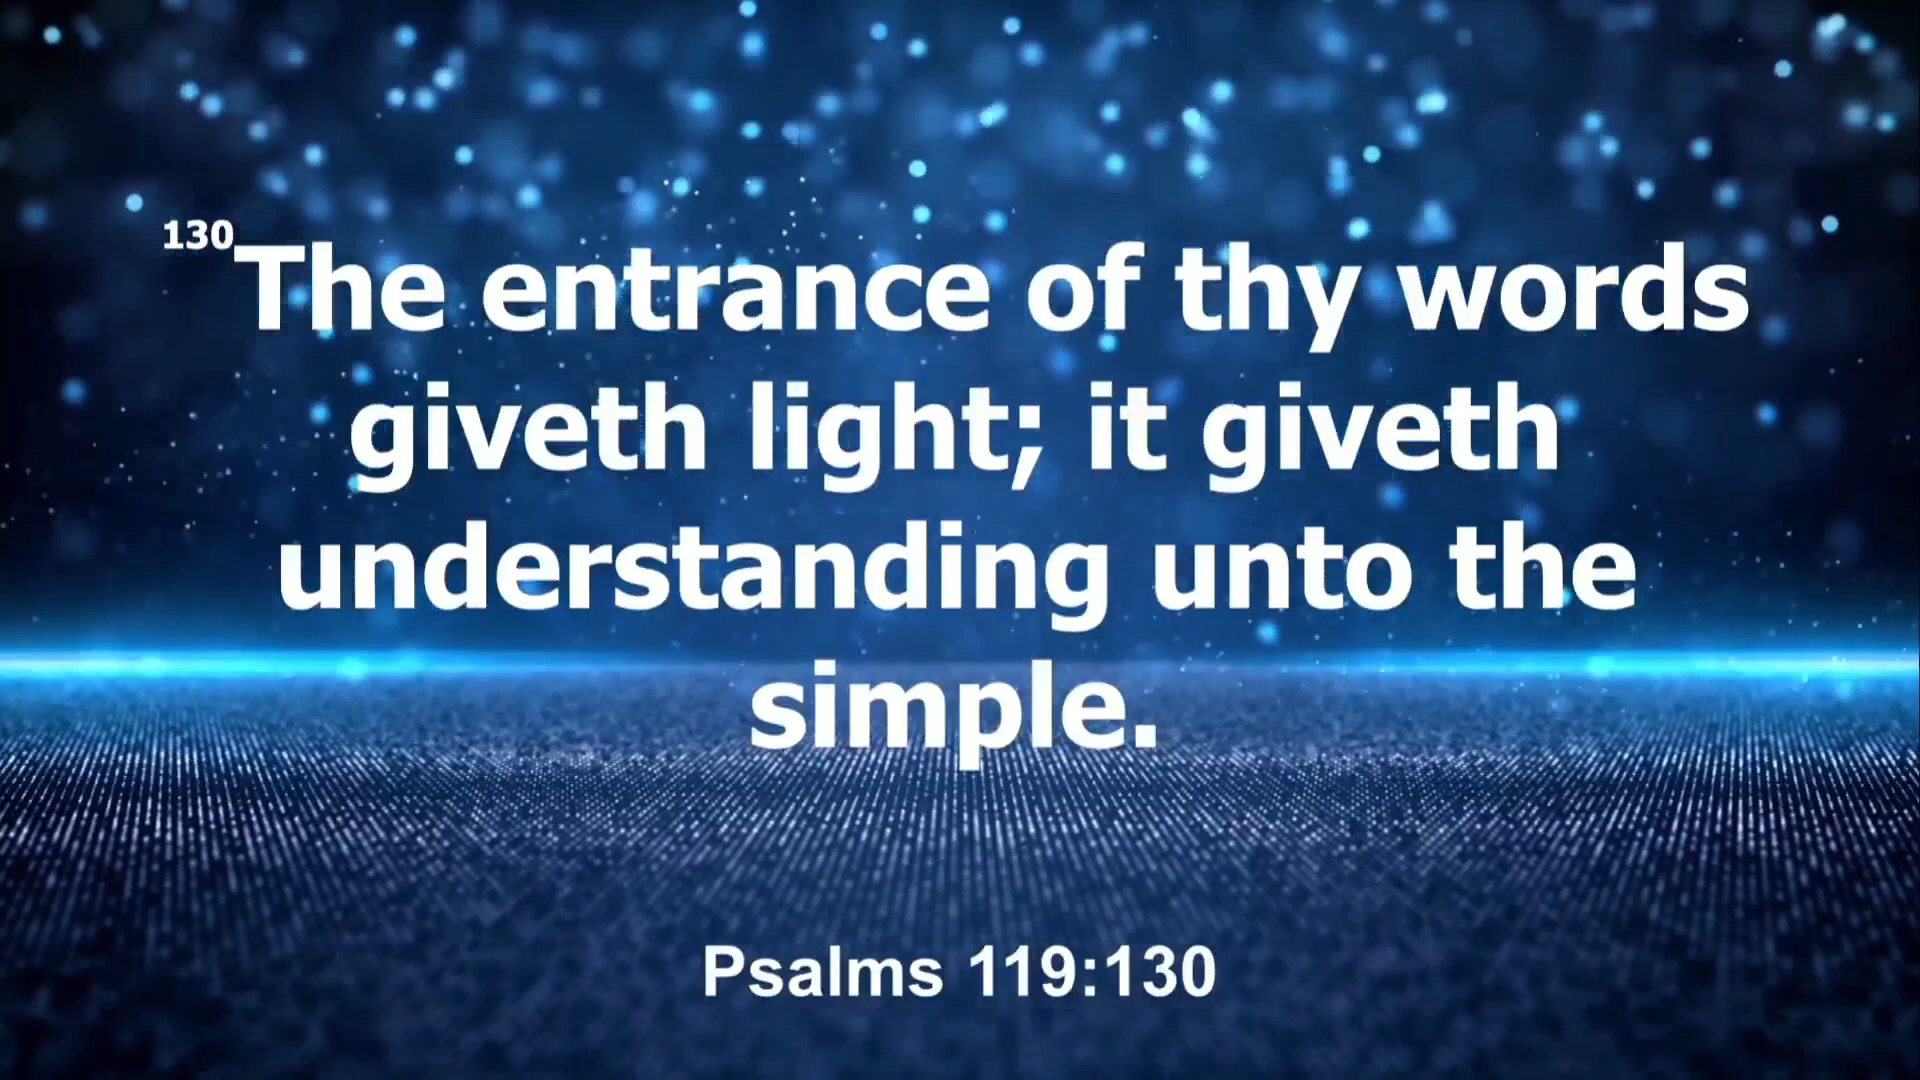 130The entrance of thy words
giveth light; it giveth
understanding unto the
simple.
Psalms 119:130